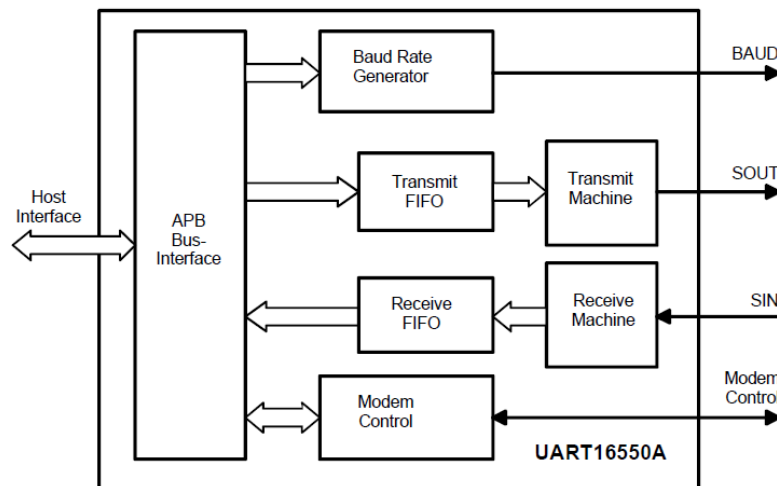 Baud Rate
Generator
BAUD
Host
Interface
APB
Bus-
Interface
Transmit
FIFO
Transmit
Machine
SOUT
Receive
FIFO
Receive
Machine
SIN
Modem
Control
Modem
Control
UART16550A